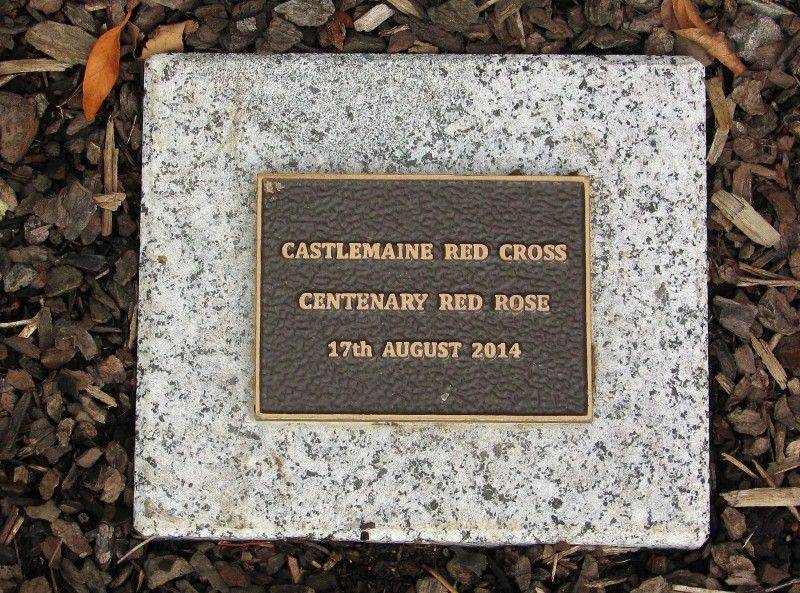 CASTLEMAINE RED CROSS
CENTENARY RED ROSE
17th AUGUST 2014